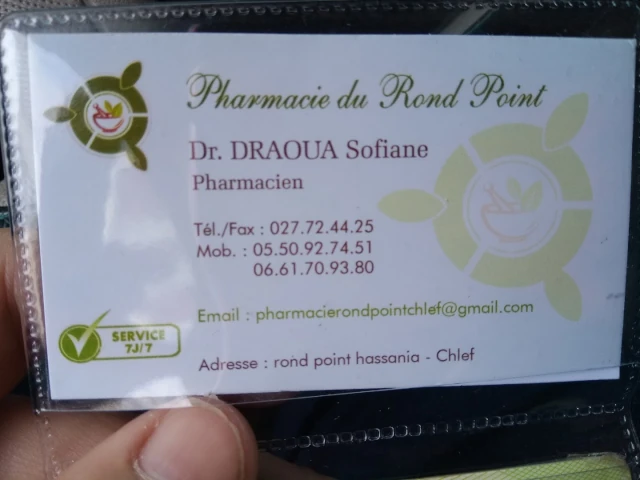 Pharmacie du Rond Point
Dr. DRAOUA Sofiane
Pharmacien
Tél./Fax : 027.72.44.25
Mob. : 05.50.92.74.51
06.61.70.93.80
Email : pharmacierondpointchlef@gmail.com
SERVICE
7J/7
Adresse : rond point hassania - Chlef